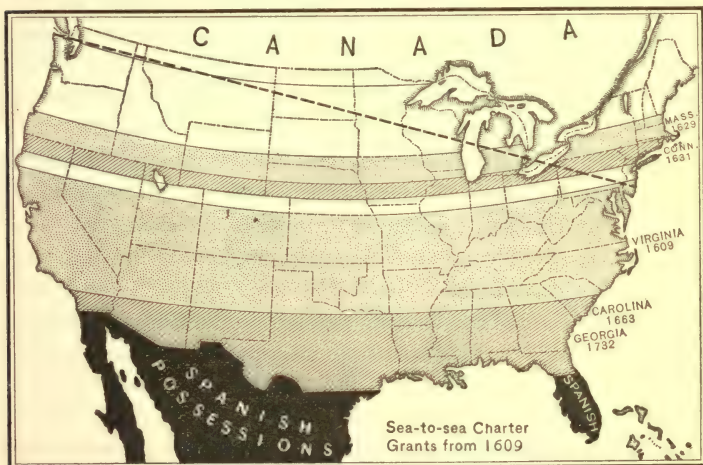 CANADA
MASS.
1629
CONN.
1631
VIRGINIA
1609
CAROLINA
1663
GEORGIA
1732
SPANISH
POSSESSIONS
SPANISH
Sea-to-sea Charter
Grants from 1609